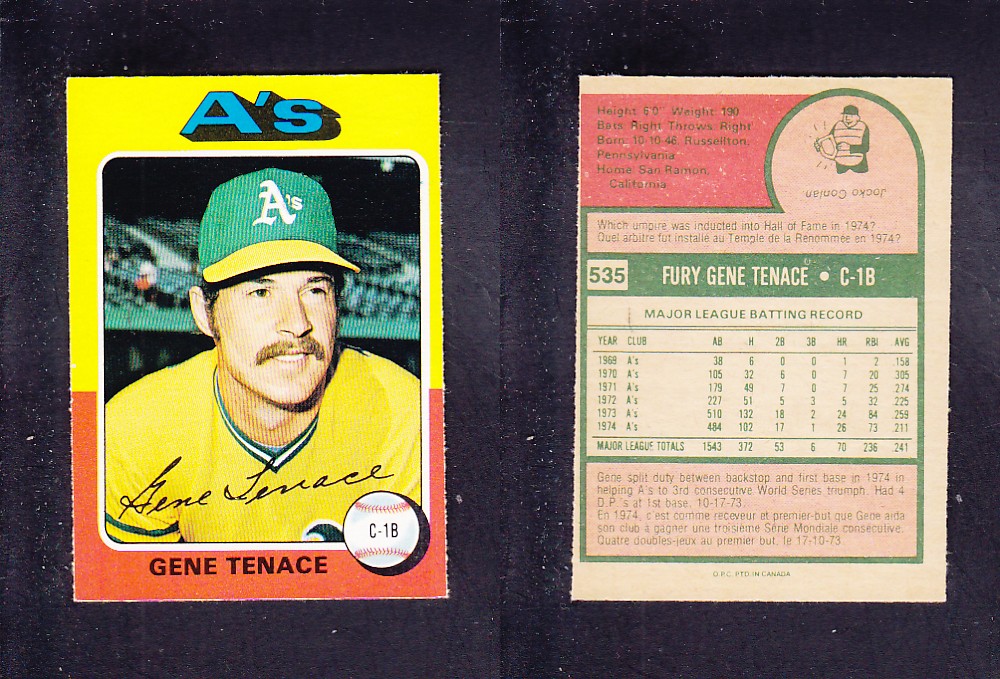 A's
A's
Gene Tenace
C-1B
GENE TENACE
Height: 6'0" Weight: 190
Bats: Right Throws: Right
Born: 10-10-46, Russellton,
Pennsylvania
Home: San Ramon,
California
Jocko Conlan
Which umpire was inducted into Hall of Fame in 1974?
Quel arbitre fut installé au Temple de la Renommée en 1974?
535 FURY GENE TENACE • C-1B
MAJOR LEAGUE BATTING RECORD
YEAR CLUB AB H 2B 3B HR RBI AVG
1969 A's 38 6 0 0 1 2 .158
1970 A's 105 32 6 0 7 20 .305
1971 A's 179 49 7 0 7 25 .274
1972 A's 227 51 5 3 5 32 .225
1973 A's 510 132 18 2 24 84 .259
1974 A's 484 102 17 1 26 73 .211
MAJOR LEAGUE TOTALS 1543 372 53 6 70 236 .241
Gene split duty between backstop and first base in 1974 in
helping A's to 3rd consecutive World Series triumph. Had 4
D.P.'s at 1st base, 10-17-73.
En 1974, c'est comme receveur et premier-but que Gene aida
son club à gagner une troisième Série Mondiale consécutive.
Quatre doubles-jeux au premier but, le 17-10-73.
O.P.C. PTD. IN CANADA